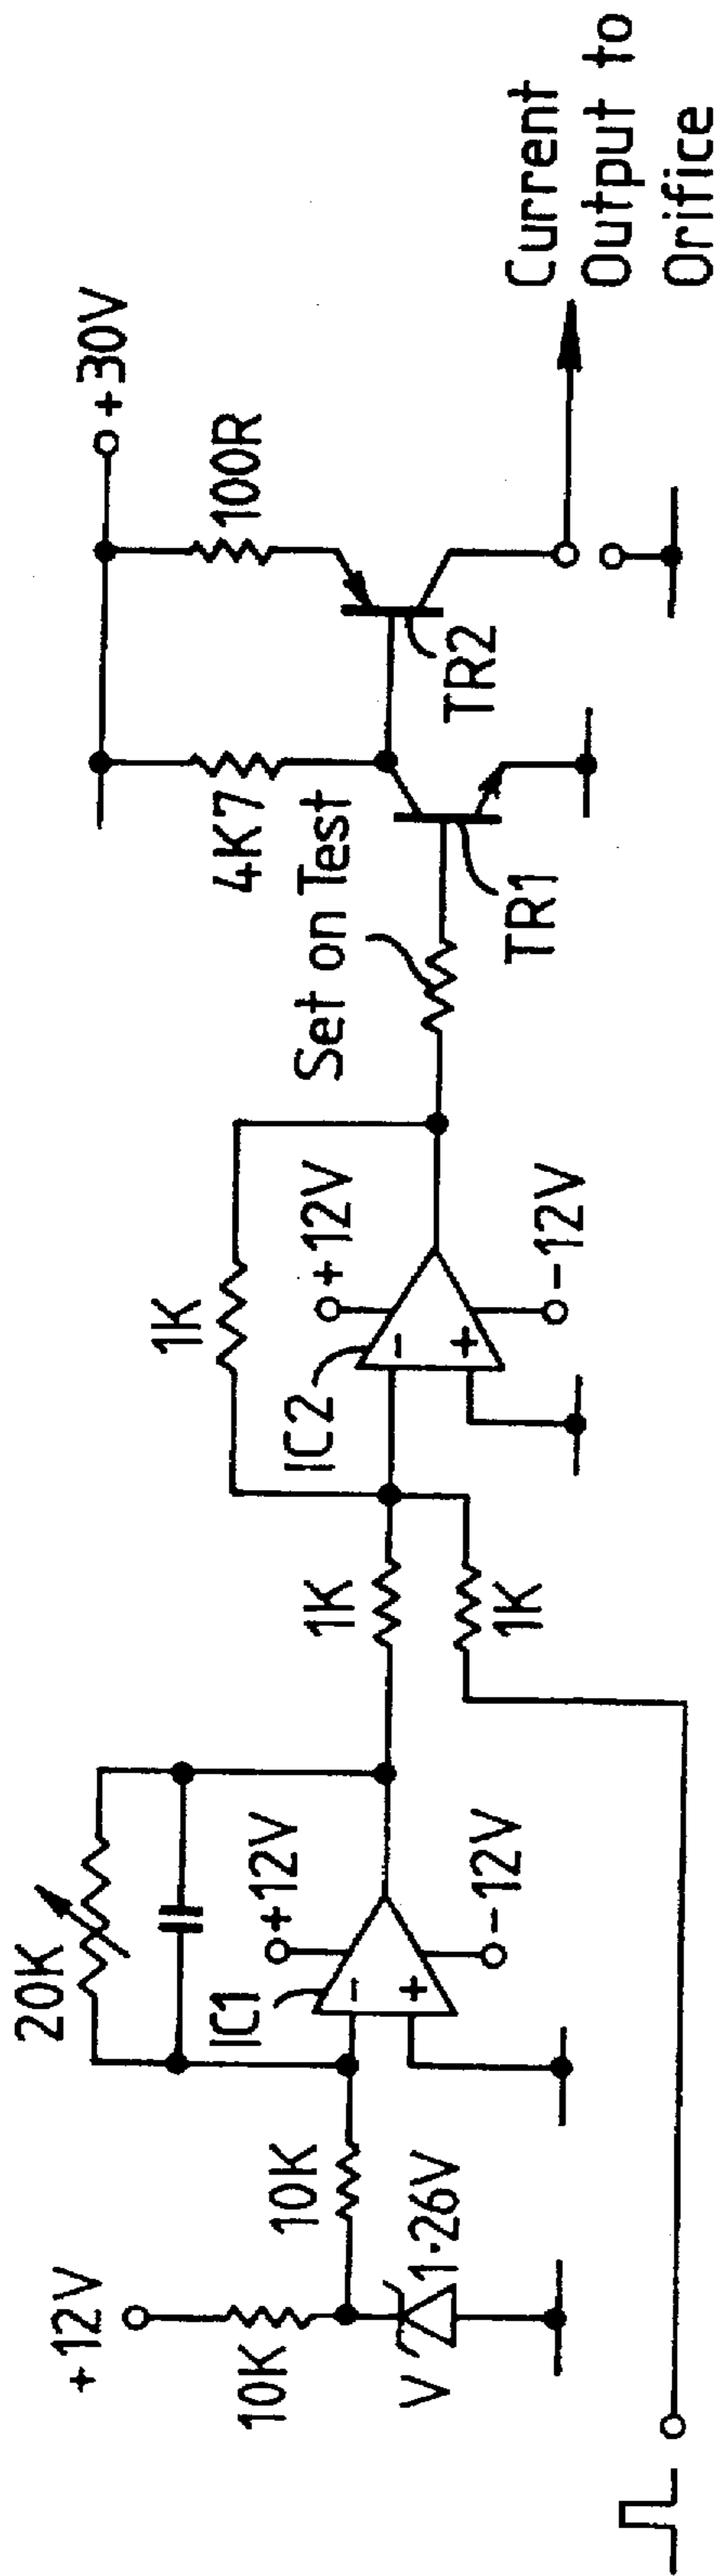 +12V
10K
V
1·26V
10K
20K
IC1
+12V
-12V
-
+
1K
1K
1K
IC2
+12V
-12V
-
+
Set on Test
4K7
TR1
+30V
100R
TR2
Current
Output to
Orifice